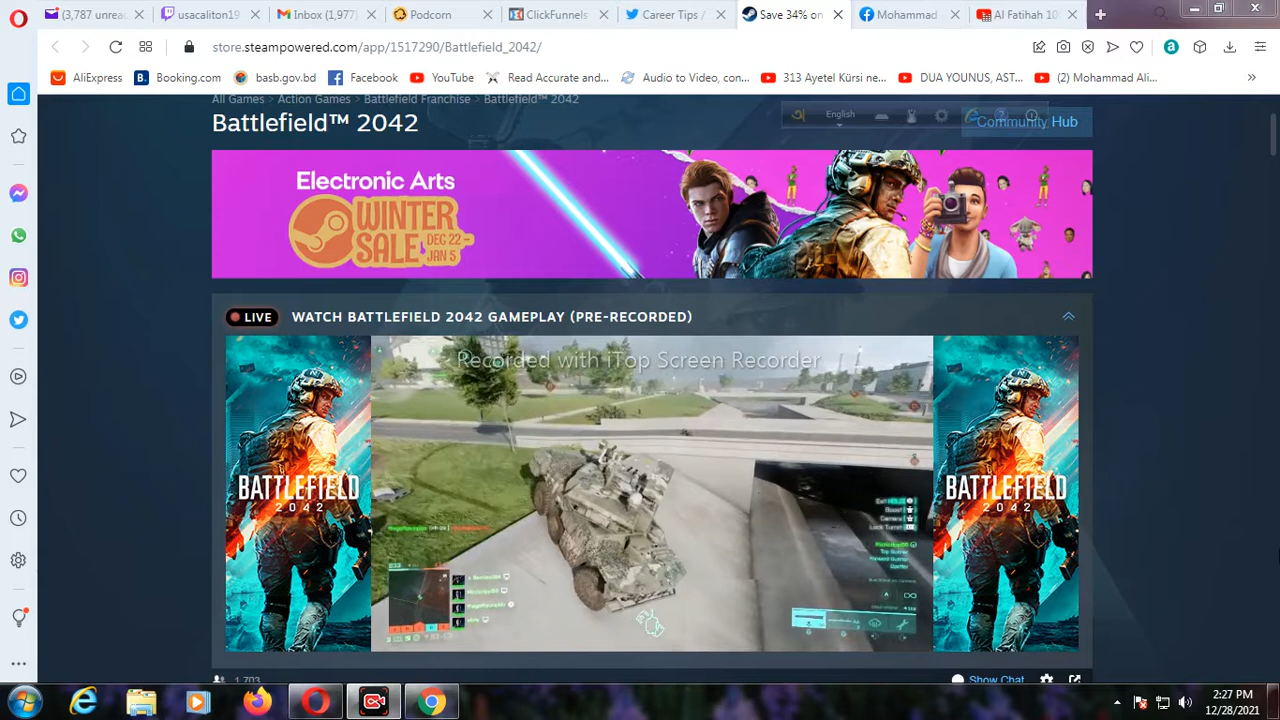 (3,787 unrea
usacaliton19
Inbox (1,977)
Podcorn
ClickFunnels
Career Tips /
Save 34% on
Mohammad
Al Fatihah 10
store.steampowered.com/app/1517290/Battlefield_2042/
AliExpress
Booking.com
basb.gov.bd
Facebook
YouTube
Read Accurate and...
Audio to Video, con...
313 Ayetel Kürsi ne...
DUA YOUNUS, AST...
(2) Mohammad Ali...
All Games > Action Games > Battlefield Franchise > Battlefield™ 2042
Battlefield™ 2042
English
Community Hub
Electronic Arts
WINTER
SALE
DEC 22 –
JAN 5
LIVE
WATCH BATTLEFIELD 2042 GAMEPLAY (PRE-RECORDED)
Recorded with iTop Screen Recorder
BATTLEFIELD
2042
BATTLEFIELD
2042
Boost
Camera
1,703
Show Chat
2:27 PM
12/28/2021